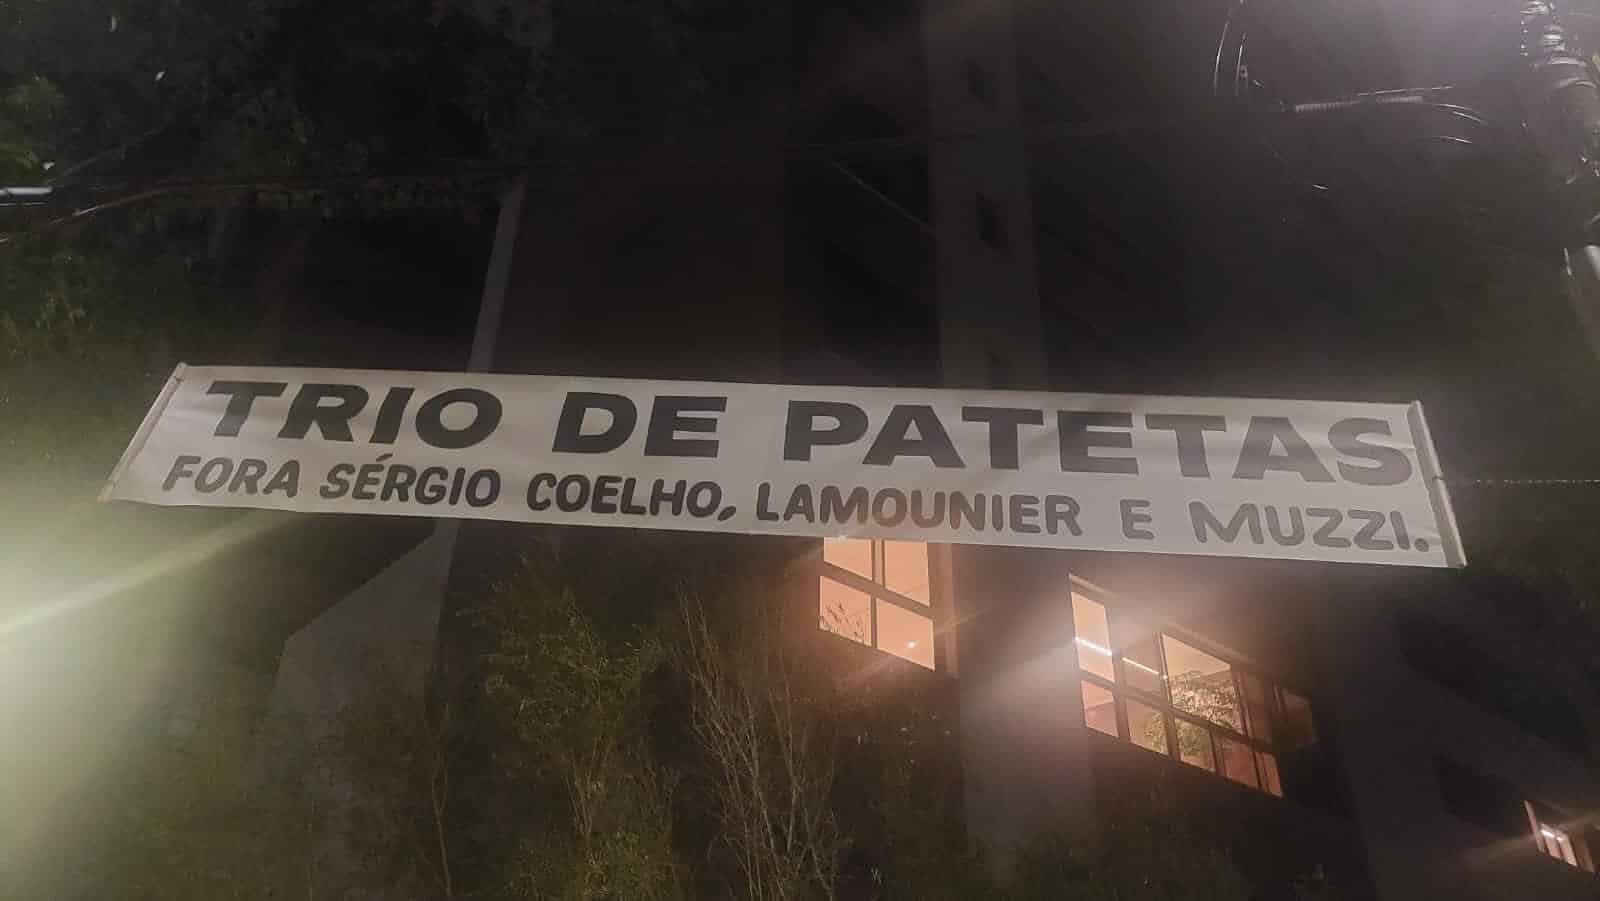 TRIO DE PATETAS
FORA SÉRGIO COELHO, LAMOUNIER E MUZZI.